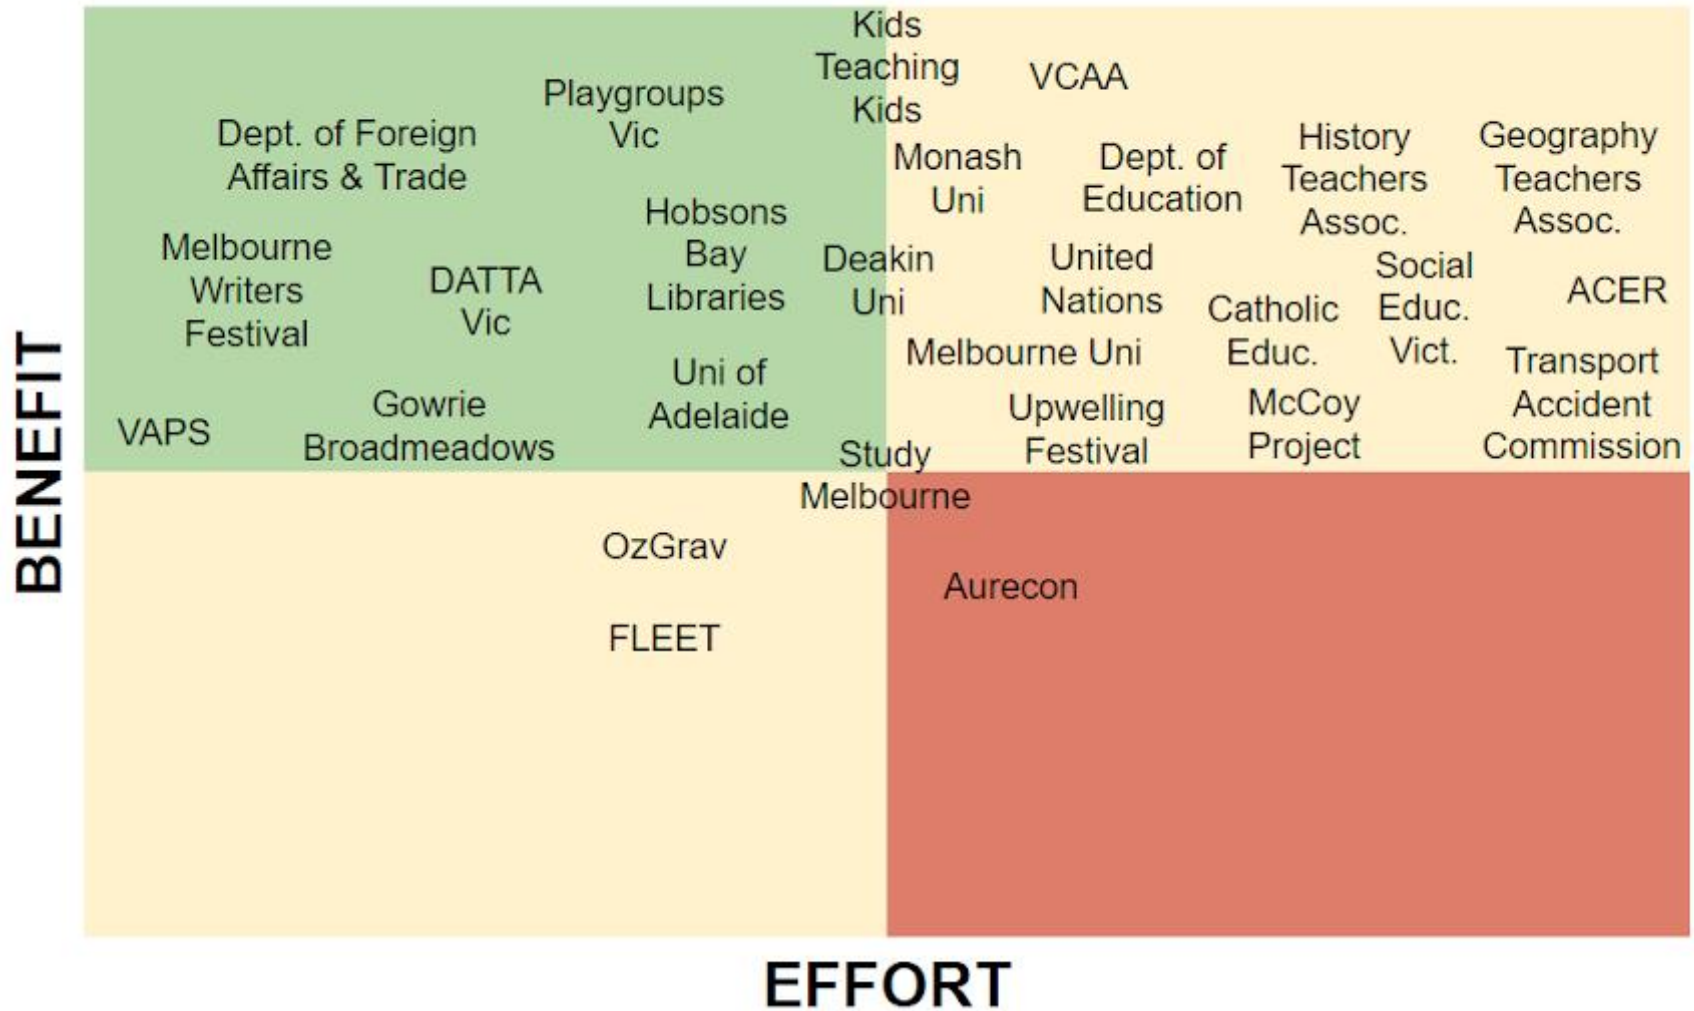 Kids
Teaching
Kids
VCAA
Playgroups
Vic
Dept. of Foreign
Affairs & Trade
Monash
Uni
Dept. of
Education
History
Teachers
Assoc.
Geography
Teachers
Assoc.
Hobsons
Bay
Libraries
Melbourne
Writers
Festival
DATTA
Vic
Deakin
Uni
United
Nations
Catholic
Educ.
Social
Educ.
Vict.
ACER
Melbourne Uni
Transport
Accident
Commission
Uni of
Adelaide
Gowrie
Broadmeadows
VAPS
Upwelling
Festival
McCoy
Project
Study
Melbourne
OzGrav
Aurecon
FLEET
BENEFIT
EFFORT